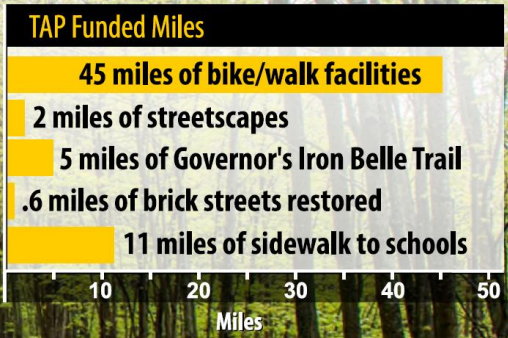 TAP Funded Miles
45 miles of bike/walk facilities
2 miles of streetscapes
5 miles of Governor's Iron Belle Trail
.6 miles of brick streets restored
11 miles of sidewalk to schools
10 20 30 40 50
Miles